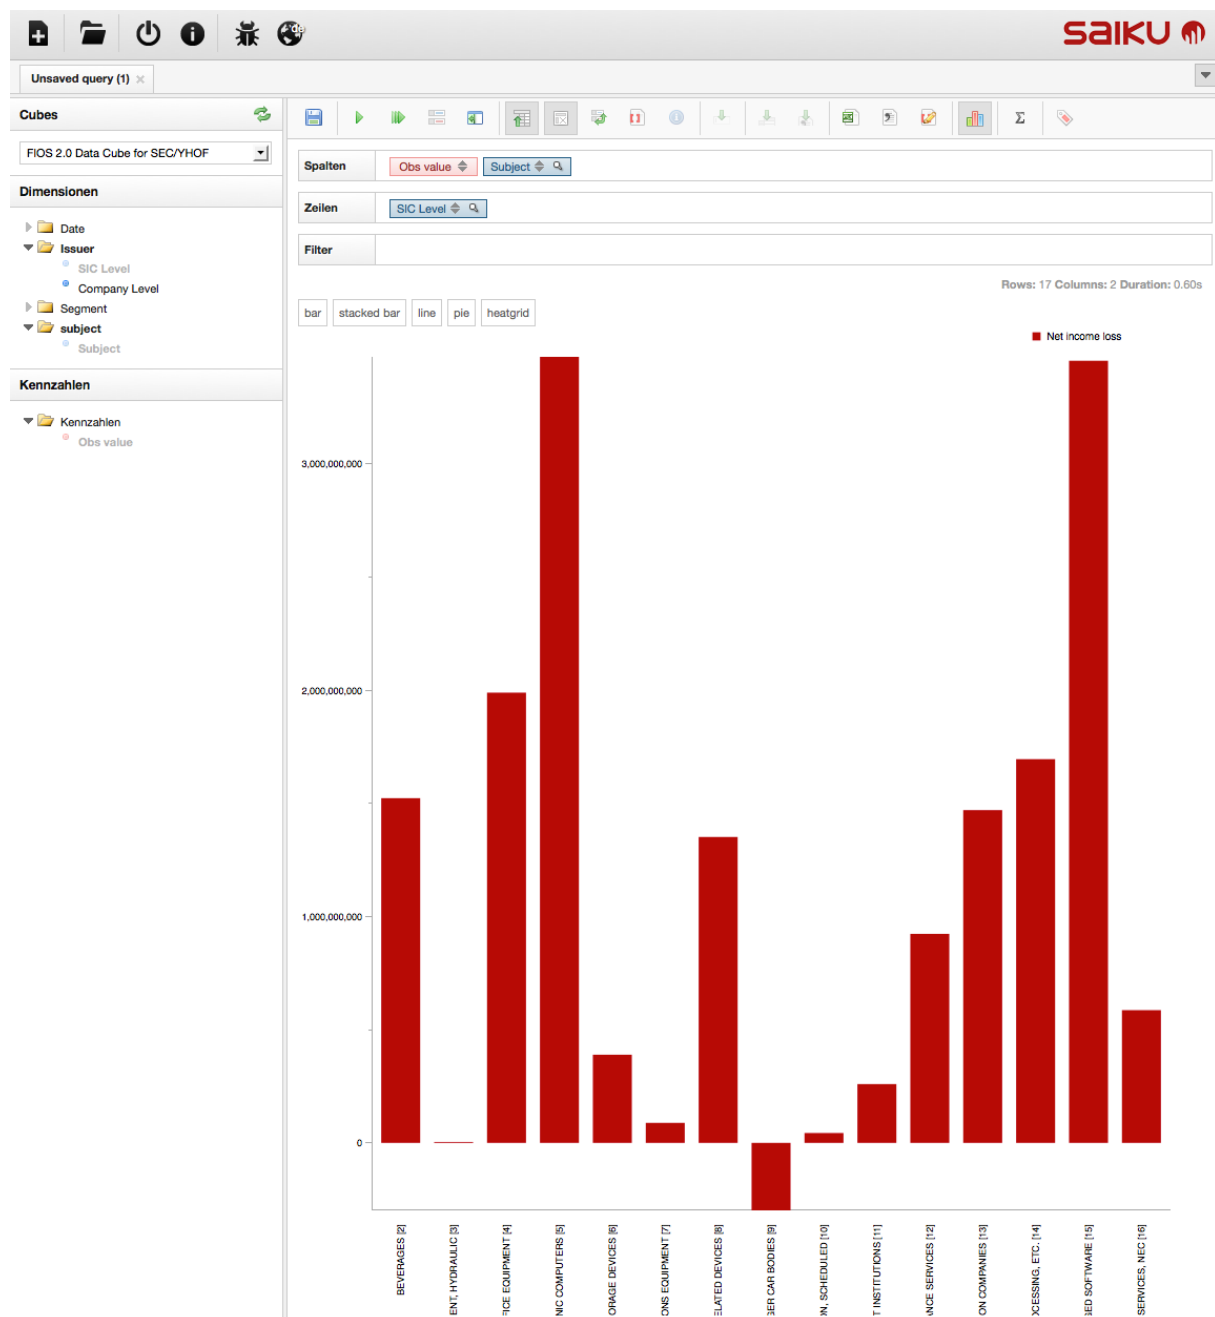 de
saiku
Unsaved query (1) ×
Cubes
FIOS 2.0 Data Cube for SEC/YHOF
Dimensionen
Date
Issuer
SIC Level
Company Level
Segment
subject
Subject
Kennzahlen
Kennzahlen
Obs value
Σ
Spalten Obs value Subject
Zeilen SIC Level
Filter
Rows: 17 Columns: 2 Duration: 0.60s
bar stacked bar line pie heatgrid
Net income loss
3,000,000,000
2,000,000,000
1,000,000,000
0
BEVERAGES [2]
ENT, HYDRAULIC [3]
FICE EQUIPMENT [4]
NIC COMPUTERS [5]
ORAGE DEVICES [6]
ONS EQUIPMENT [7]
ELATED DEVICES [8]
GER CAR BODIES [9]
N, SCHEDULED [10]
T INSTITUTIONS [11]
NCE SERVICES [12]
ON COMPANIES [13]
OCESSING, ETC. [14]
GED SOFTWARE [15]
SERVICES, NEC [16]